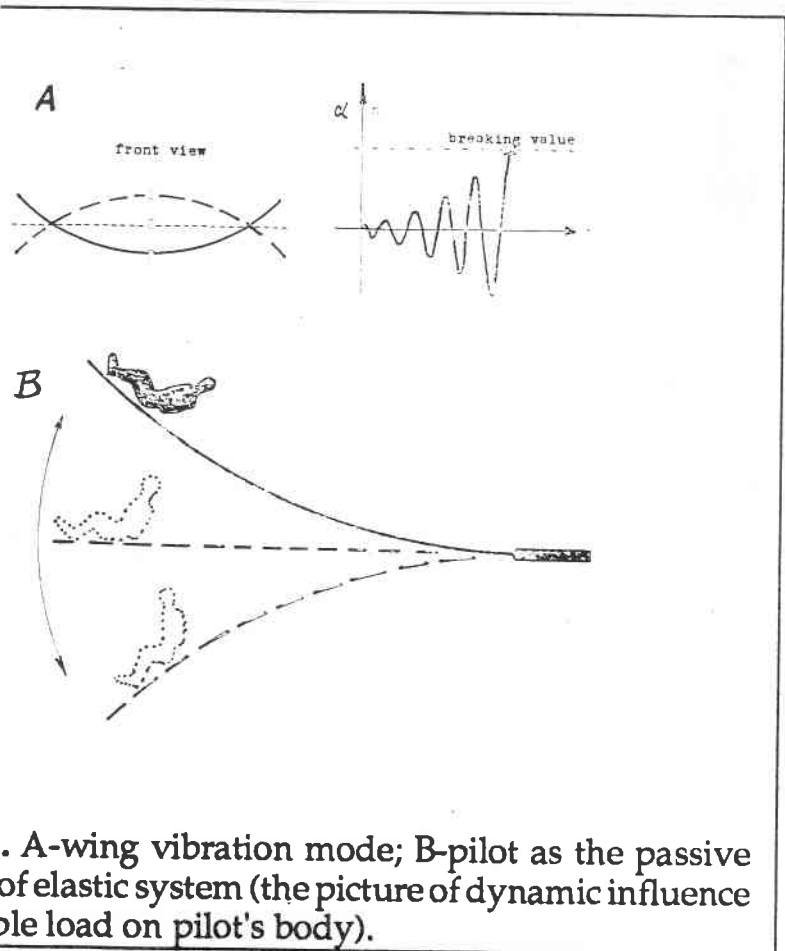 A
α
breaking value
front view
B
. A-wing vibration mode; B-pilot as the passive
of elastic system (the picture of dynamic influence
ble load on pilot's body).